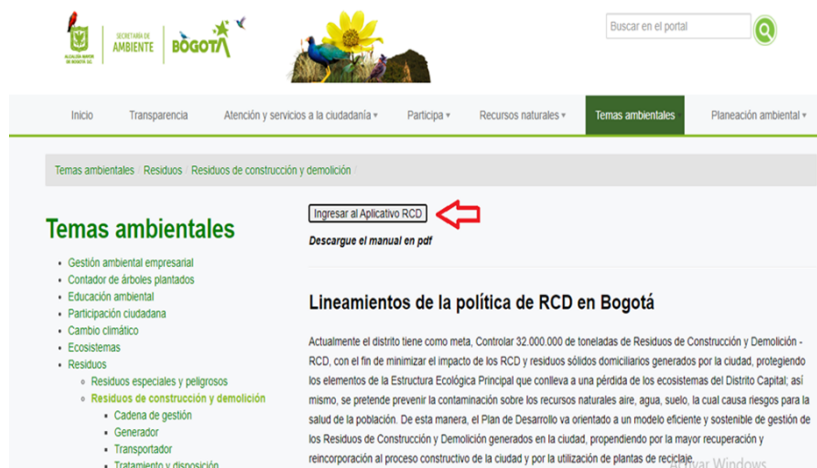 SECRETARÍA DE
AMBIENTE
BOGOTÁ
ALCALDÍA MAYOR
DE BOGOTÁ D.C.
Buscar en el portal
Inicio Transparencia Atención y servicios a la ciudadanía Participa Recursos naturales Temas ambientales Planeación ambiental
Temas ambientales / Residuos / Residuos de construcción y demolición /
Temas ambientales
Gestión ambiental empresarial
Contador de árboles plantados
Educación ambiental
Participación ciudadana
Cambio climático
Ecosistemas
Residuos
Residuos especiales y peligrosos
Residuos de construcción y demolición
Cadena de gestión
Generador
Transportador
Tratamiento y disposición
Ingresar al Aplicativo RCD
Descargue el manual en pdf
Lineamientos de la política de RCD en Bogotá
Actualmente el distrito tiene como meta, Controlar 32.000.000 de toneladas de Residuos de Construcción y Demolición -
RCD, con el fin de minimizar el impacto de los RCD y residuos sólidos domiciliarios generados por la ciudad, protegiendo
los elementos de la Estructura Ecológica Principal que conlleva a una pérdida de los ecosistemas del Distrito Capital; así
mismo, se pretende prevenir la contaminación sobre los recursos naturales aire, agua, suelo, la cual causa riesgos para la
salud de la población. De esta manera, el Plan de Desarrollo va orientado a un modelo eficiente y sostenible de gestión de
los Residuos de Construcción y Demolición generados en la ciudad, propendiendo por la mayor recuperación y
reincorporación al proceso constructivo de la ciudad y por la utilización de plantas de reciclaje.
Activar Windows